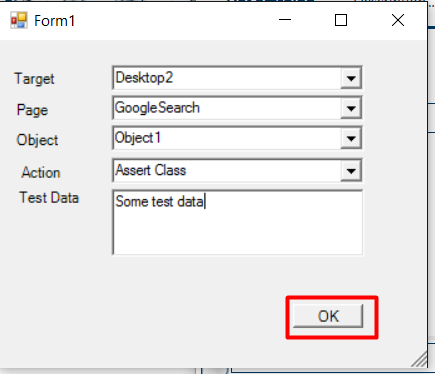 Form1
Target Desktop2
Page GoogleSearch
Object Object1
Action Assert Class
Test Data Some test data
OK